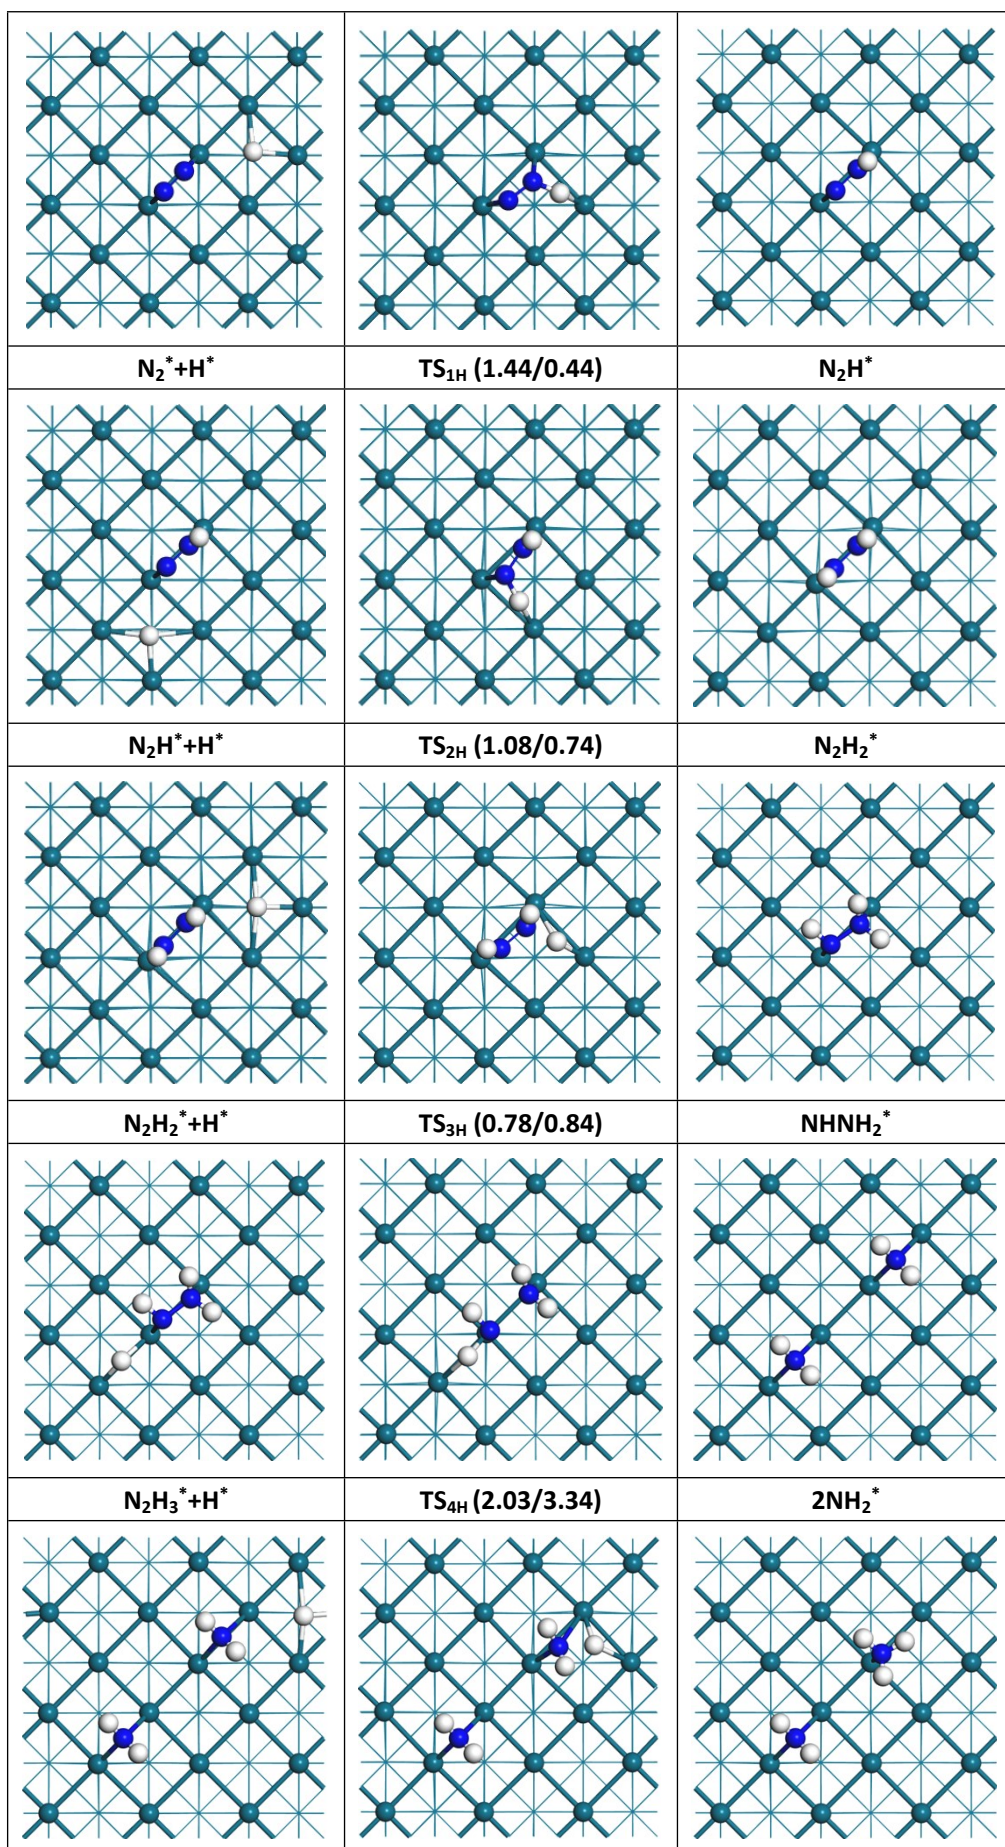 N₂*+H* TS₁H (1.44/0.44) N₂H*
N₂H*+H* TS₂H (1.08/0.74) N₂H₂*
N₂H₂*+H* TS₃H (0.78/0.84) NHNH₂*
N₂H₃*+H* TS₄H (2.03/3.34) 2NH₂*